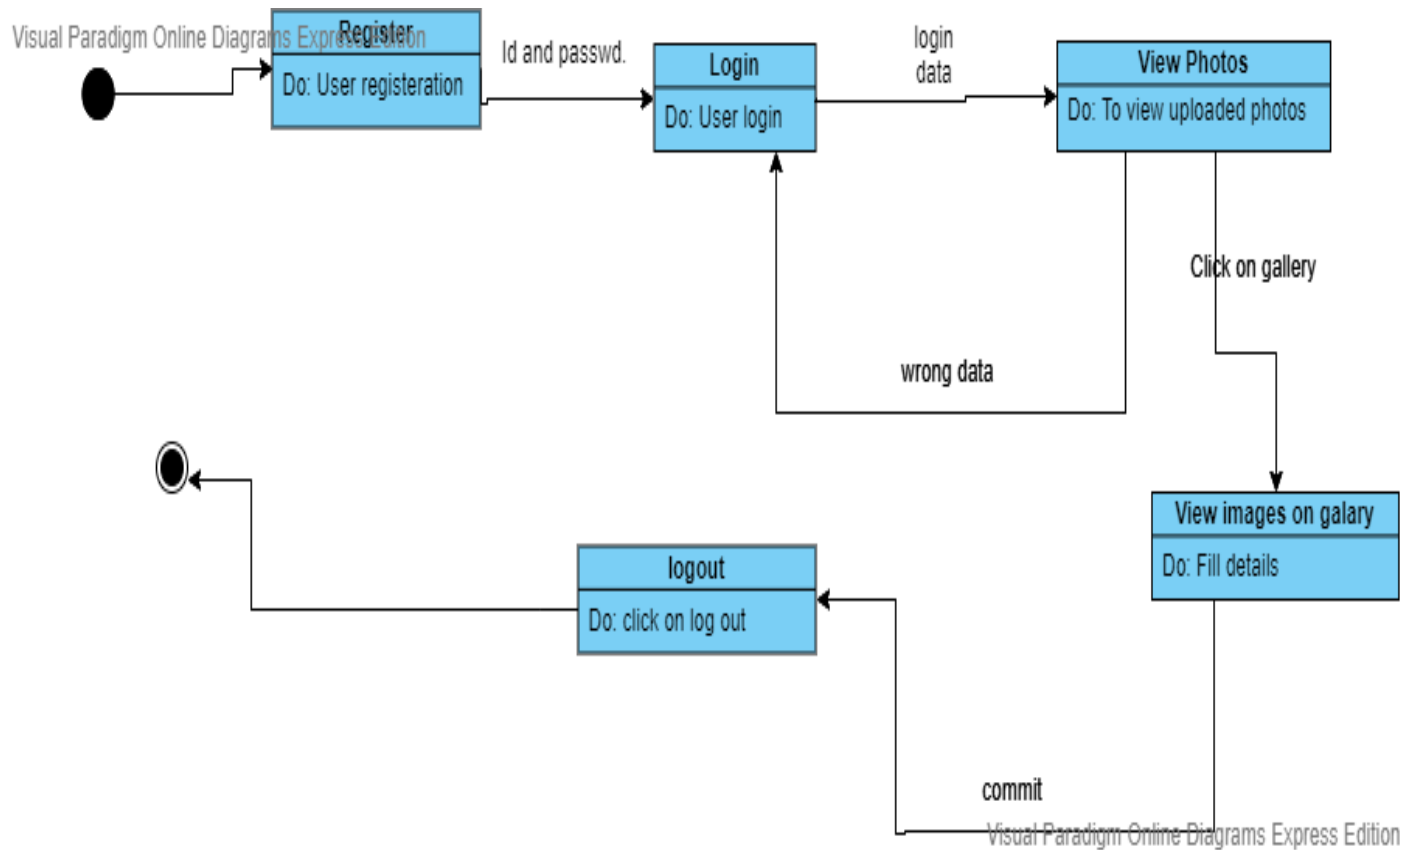 Visual Paradigm Online Diagrams Express Edition
Register
Do: User registeration
Id and passwd.
Login
Do: User login
login
data
View Photos
Do: To view uploaded photos
Click on gallery
wrong data
View images on galary
Do: Fill details
logout
Do: click on log out
commit
Visual Paradigm Online Diagrams Express Edition